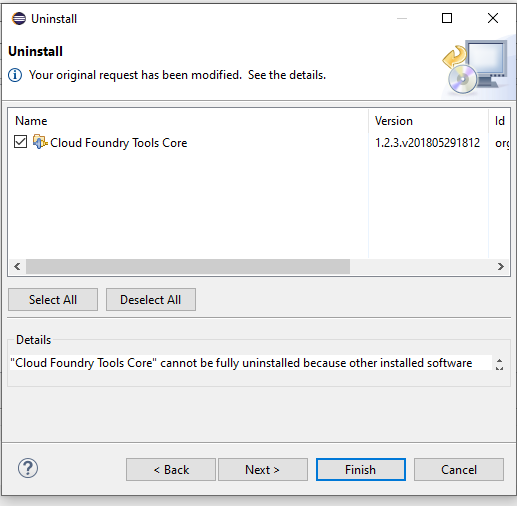 Uninstall
Uninstall
Your original request has been modified.  See the details.
Name Version Id
Cloud Foundry Tools Core 1.2.3.v201805291812 org
Select All Deselect All
Details
"Cloud Foundry Tools Core" cannot be fully uninstalled because other installed software
? < Back Next > Finish Cancel